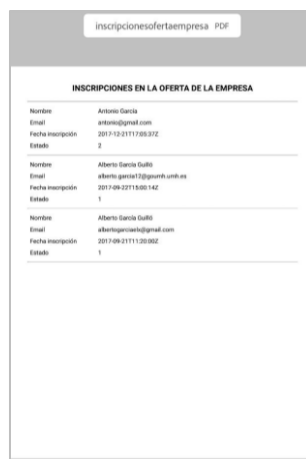 inscripcionesofertaempresa PDF
INSCRIPCIONES EN LA OFERTA DE LA EMPRESA
Nombre Antonio García
Email antonio@gmail.com
Fecha inscripción 2017-12-21T17:05:37Z
Estado 2
Nombre Alberto García Guilló
Email alberto.garcia12@goumh.umh.es
Fecha inscripción 2017-09-22T15:00:14Z
Estado 1
Nombre Alberto García Guilló
Email albertogarciaelx@gmail.com
Fecha inscripción 2017-09-21T11:20:00Z
Estado 1